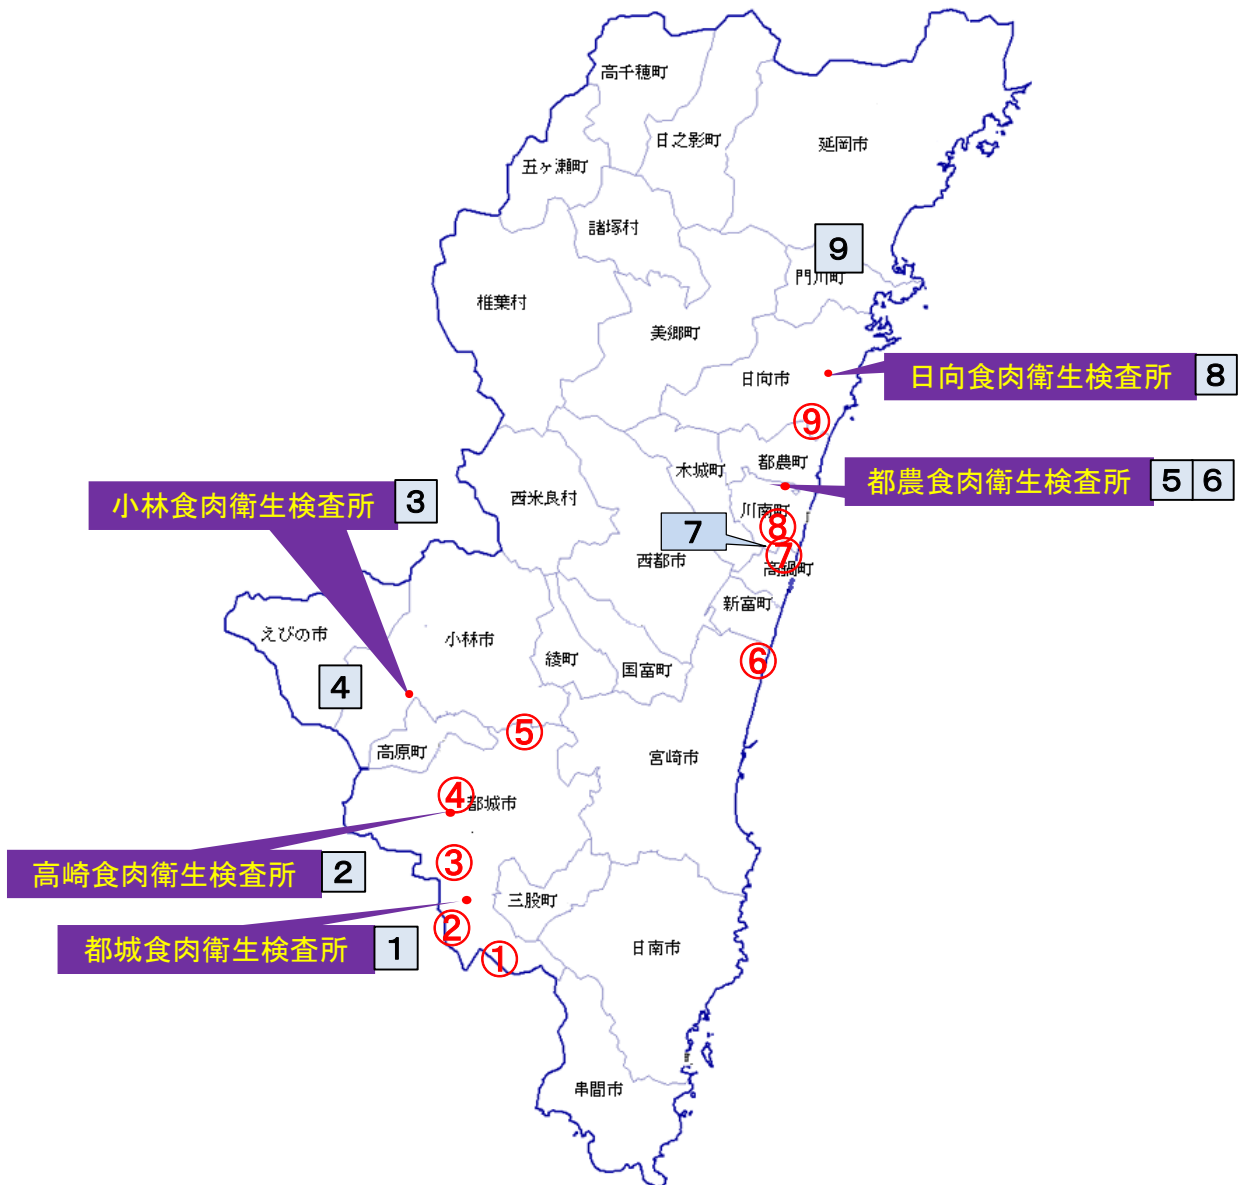 高千穂町
日之影町
延岡市
五ヶ瀬町
諸塚村
9
門川町
椎葉村
美郷町
日向市
日向食肉衛生検査所 8
⑨
木城町
都農町
都農食肉衛生検査所 5 6
小林食肉衛生検査所 3
西米良村
川南町
⑧
7
⑦
西都市
高鍋町
新富町
えびの市
小林市
綾町
国富町
⑥
4
⑤
高原町
宮崎市
④
都城市
③
高崎食肉衛生検査所 2
三股町
②
都城食肉衛生検査所 1
①
日南市
串間市